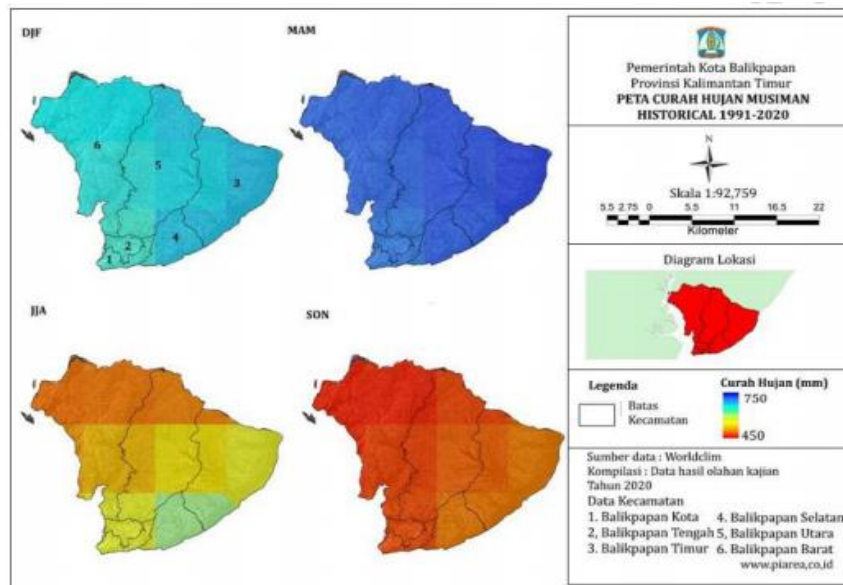 DJF
MAM
6
5
3
4
2
1
JJA
SON
Pemerintah Kota Balikpapan
Provinsi Kalimantan Timur
PETA CURAH HUJAN MUSIMAN
HISTORICAL 1991-2020
N
Skala 1:92,759
5.5 2.75 0 5.5 11 16.5 22
Kilometer
Diagram Lokasi
Legenda
Batas
Kecamatan
Curah Hujan (mm)
750
450
Sumber data : Worldclim
Kompilasi : Data hasil olahan kajian
Tahun 2020
Data Kecamatan
1. Balikpapan Kota 4. Balikpapan Selatan
2, Balikpapan Tengah 5, Balikpapan Utara
3. Balikpapan Timur 6. Balikpapan Barat
www.piarea.co.id